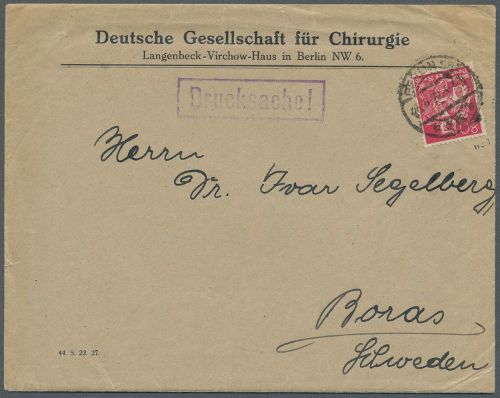 Deutsche Gesellschaft für Chirurgie
Langenbeck-Virchow-Haus in Berlin NW 6.
Drucksache!
80
Herrn
Dr. Ivar Segelberg
Boras
Schweden
44. 5. 22. 27.